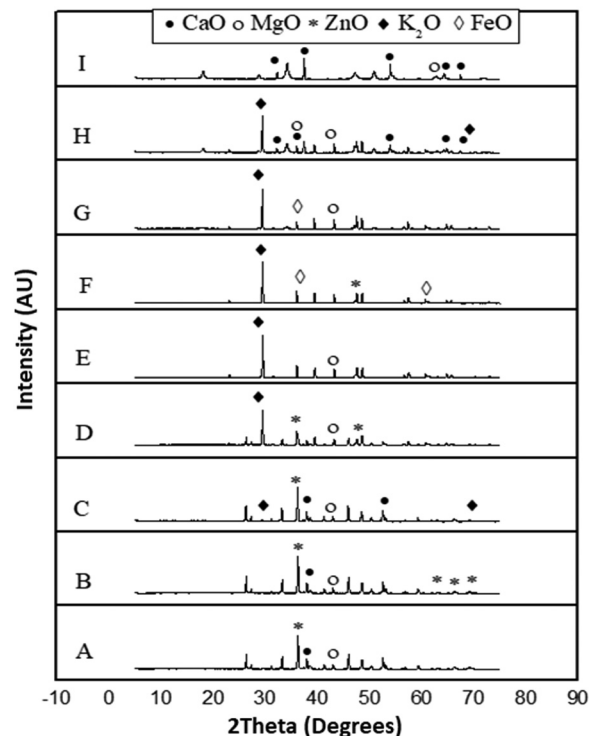 ● CaO ○ MgO * ZnO ◆ K₂O ◇ FeO
I
H
G
F
E
D
C
B
A
Intensity (AU)
-10 0 10 20 30 40 50 60 70 80 90
2Theta (Degrees)